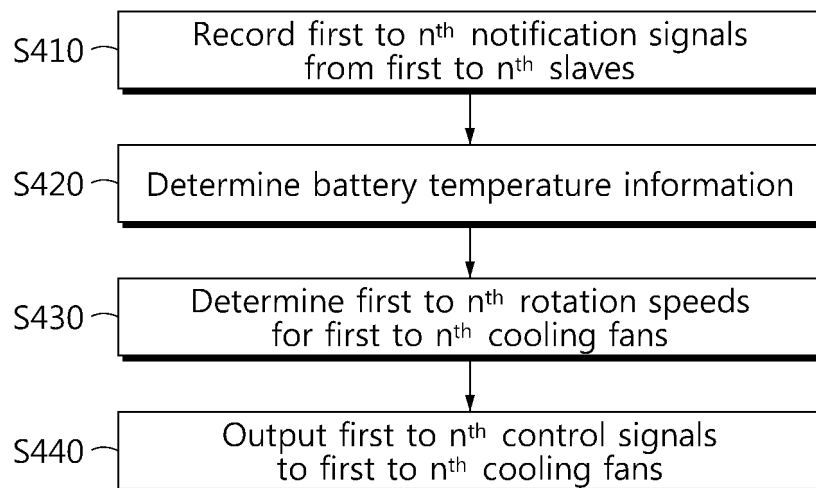 S410
Record first to nth notification signals
from first to nth slaves
S420
Determine battery temperature information
S430
Determine first to nth rotation speeds
for first to nth cooling fans
S440
Output first to nth control signals
to first to nth cooling fans